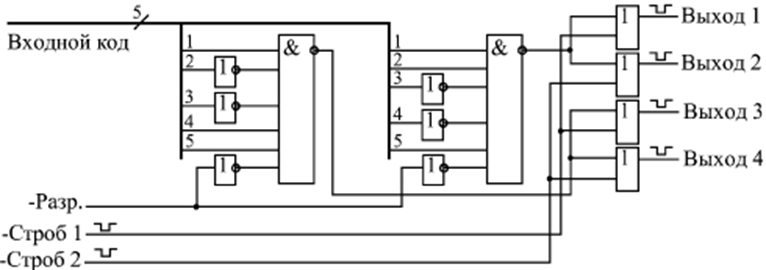 5
Входной код
1
2
3
4
5
1
1
1
&
1
2
3
4
5
1
1
1
&
1
1
1
1
Выход 1
Выход 2
Выход 3
Выход 4
-Разр.
-Строб 1
-Строб 2